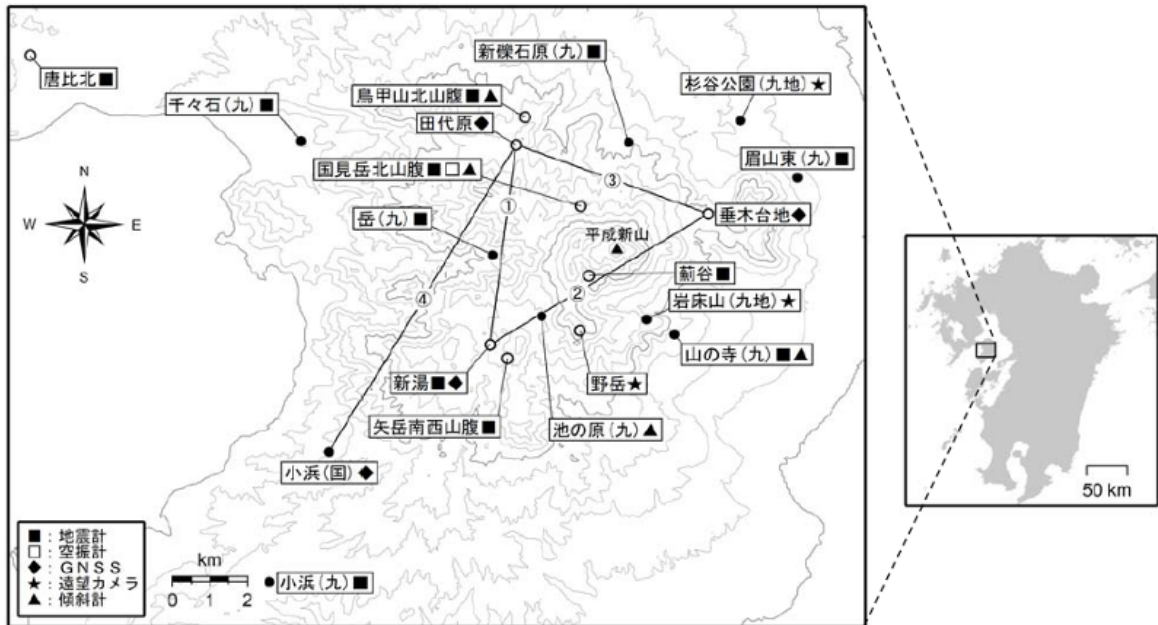 新礫石原(九)■
杉谷公園(九地)★
唐比北■
千々石(九)■
鳥甲山北山腹■▲
田代原◆
眉山東(九)■
国見岳北山腹■□▲
③
①
垂木台地◆
N
W E
S
岳(九)■
平成新山
薊谷■
④
②
岩床山(九地)★
山の寺(九)■▲
新湯■◆
野岳★
矢岳南西山腹■
池の原(九)▲
小浜(国)◆
50 km
■:地震計
□:空振計
◆:GNSS
★:遠望カメラ
▲:傾斜計
km
0 1 2
小浜(九)■